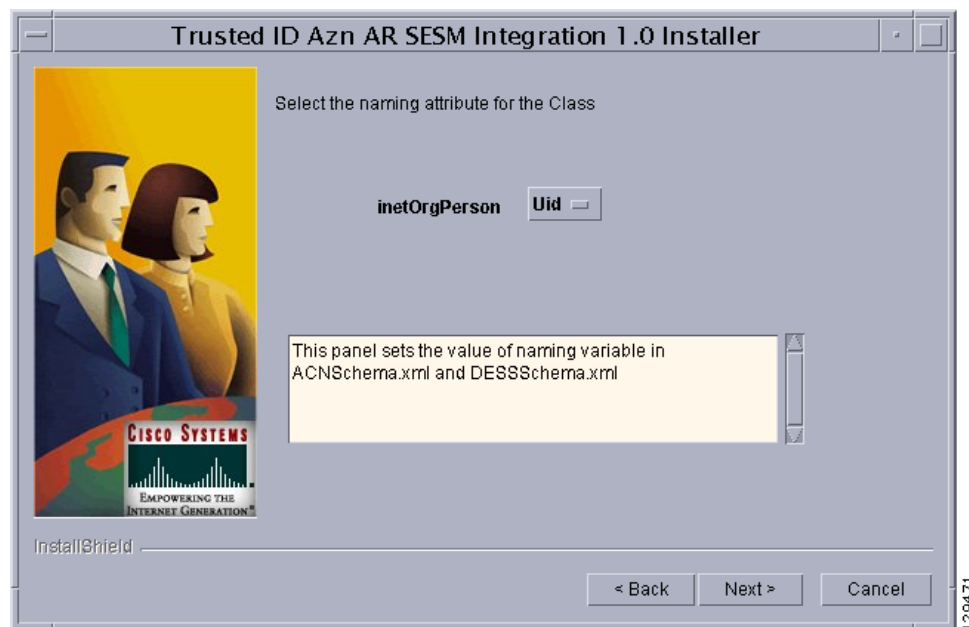 Trusted ID Azn AR SESM Integration 1.0 Installer
Select the naming attribute for the Class
inetOrgPerson Uid
This panel sets the value of naming variable in
ACNSchema.xml and DESSSchema.xml
CISCO SYSTEMS
EMPOWERING THE
INTERNET GENERATION
InstallShield
< Back Next > Cancel